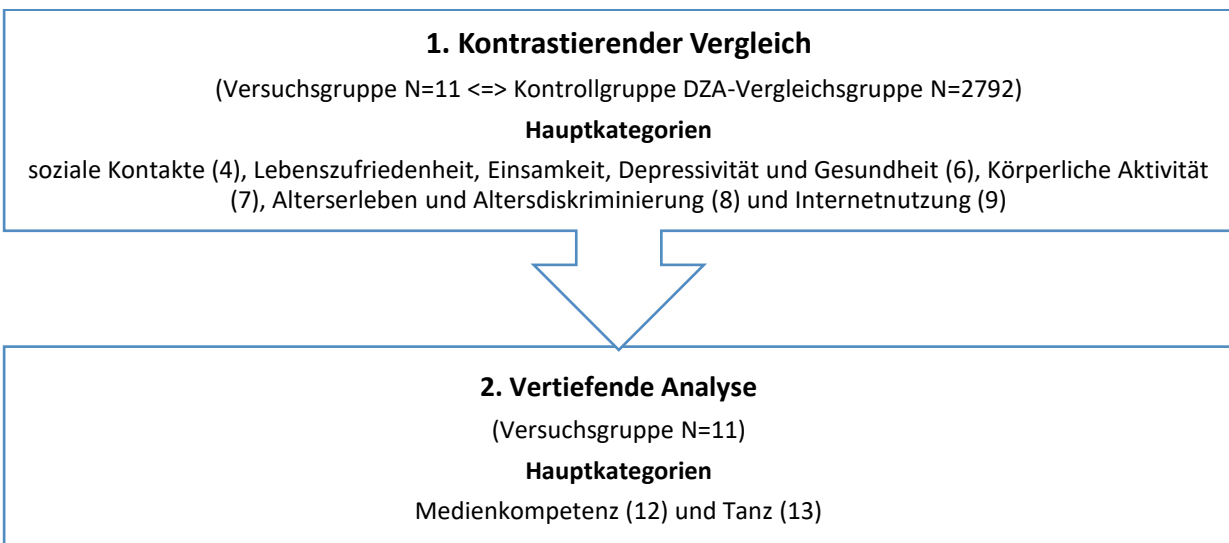 1. Kontrastierender Vergleich
(Versuchsgruppe N=11 <=> Kontrollgruppe DZA-Vergleichsgruppe N=2792)
Hauptkategorien
soziale Kontakte (4), Lebenszufriedenheit, Einsamkeit, Depressivität und Gesundheit (6), Körperliche Aktivität
(7), Alterserleben und Altersdiskriminierung (8) und Internetnutzung (9)
2. Vertiefende Analyse
(Versuchsgruppe N=11)
Hauptkategorien
Medienkompetenz (12) und Tanz (13)